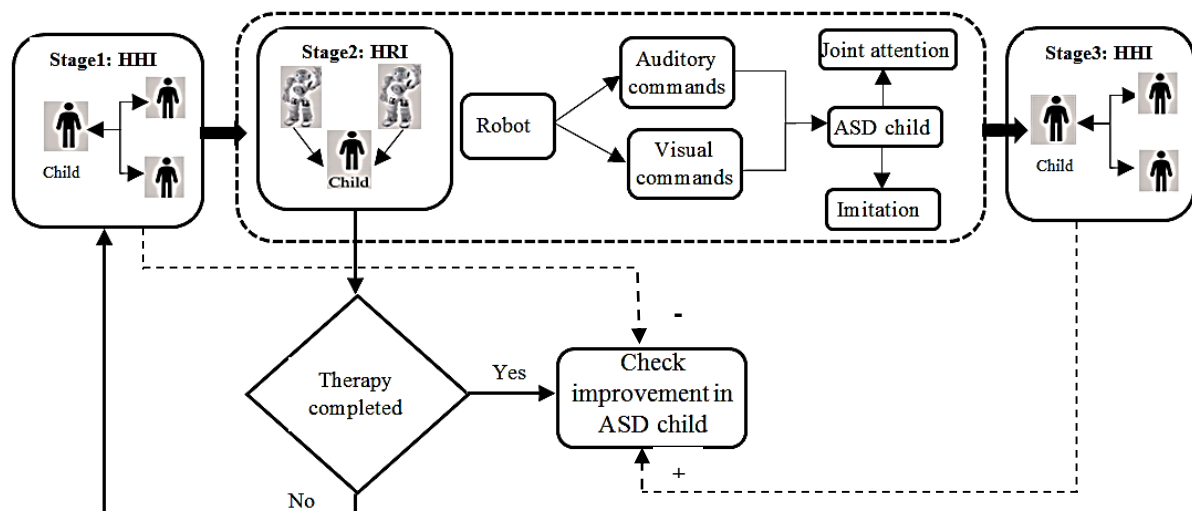 Stage1: HHI
Child
Stage2: HRI
Child
Robot
Auditory
commands
Visual
commands
Joint attention
ASD child
Imitation
Stage3: HHI
Child
Therapy
completed
Yes
No
-
Check
improvement in
ASD child
+